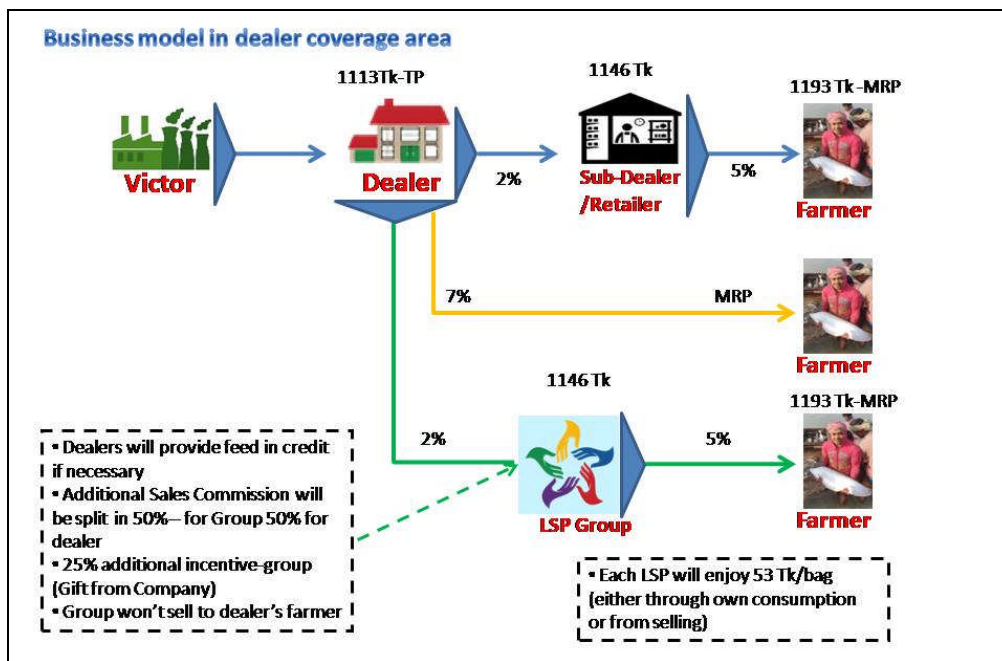 Business model in dealer coverage area
1113Tk-TP
1146 Tk
1193 Tk -MRP
Victor
Dealer
2%
Sub-Dealer
/Retailer
5%
Farmer
7%
MRP
Farmer
1146 Tk
1193 Tk-MRP
2%
5%
LSP Group
Farmer
▪ Dealers will provide feed in credit
if necessary
▪ Additional Sales Commission will
be split in 50%– for Group 50% for
dealer
▪ 25% additional incentive-group
(Gift from Company)
▪ Group won't sell to dealer's farmer
▪ Each LSP will enjoy 53 Tk/bag
(either through own consumption
or from selling)